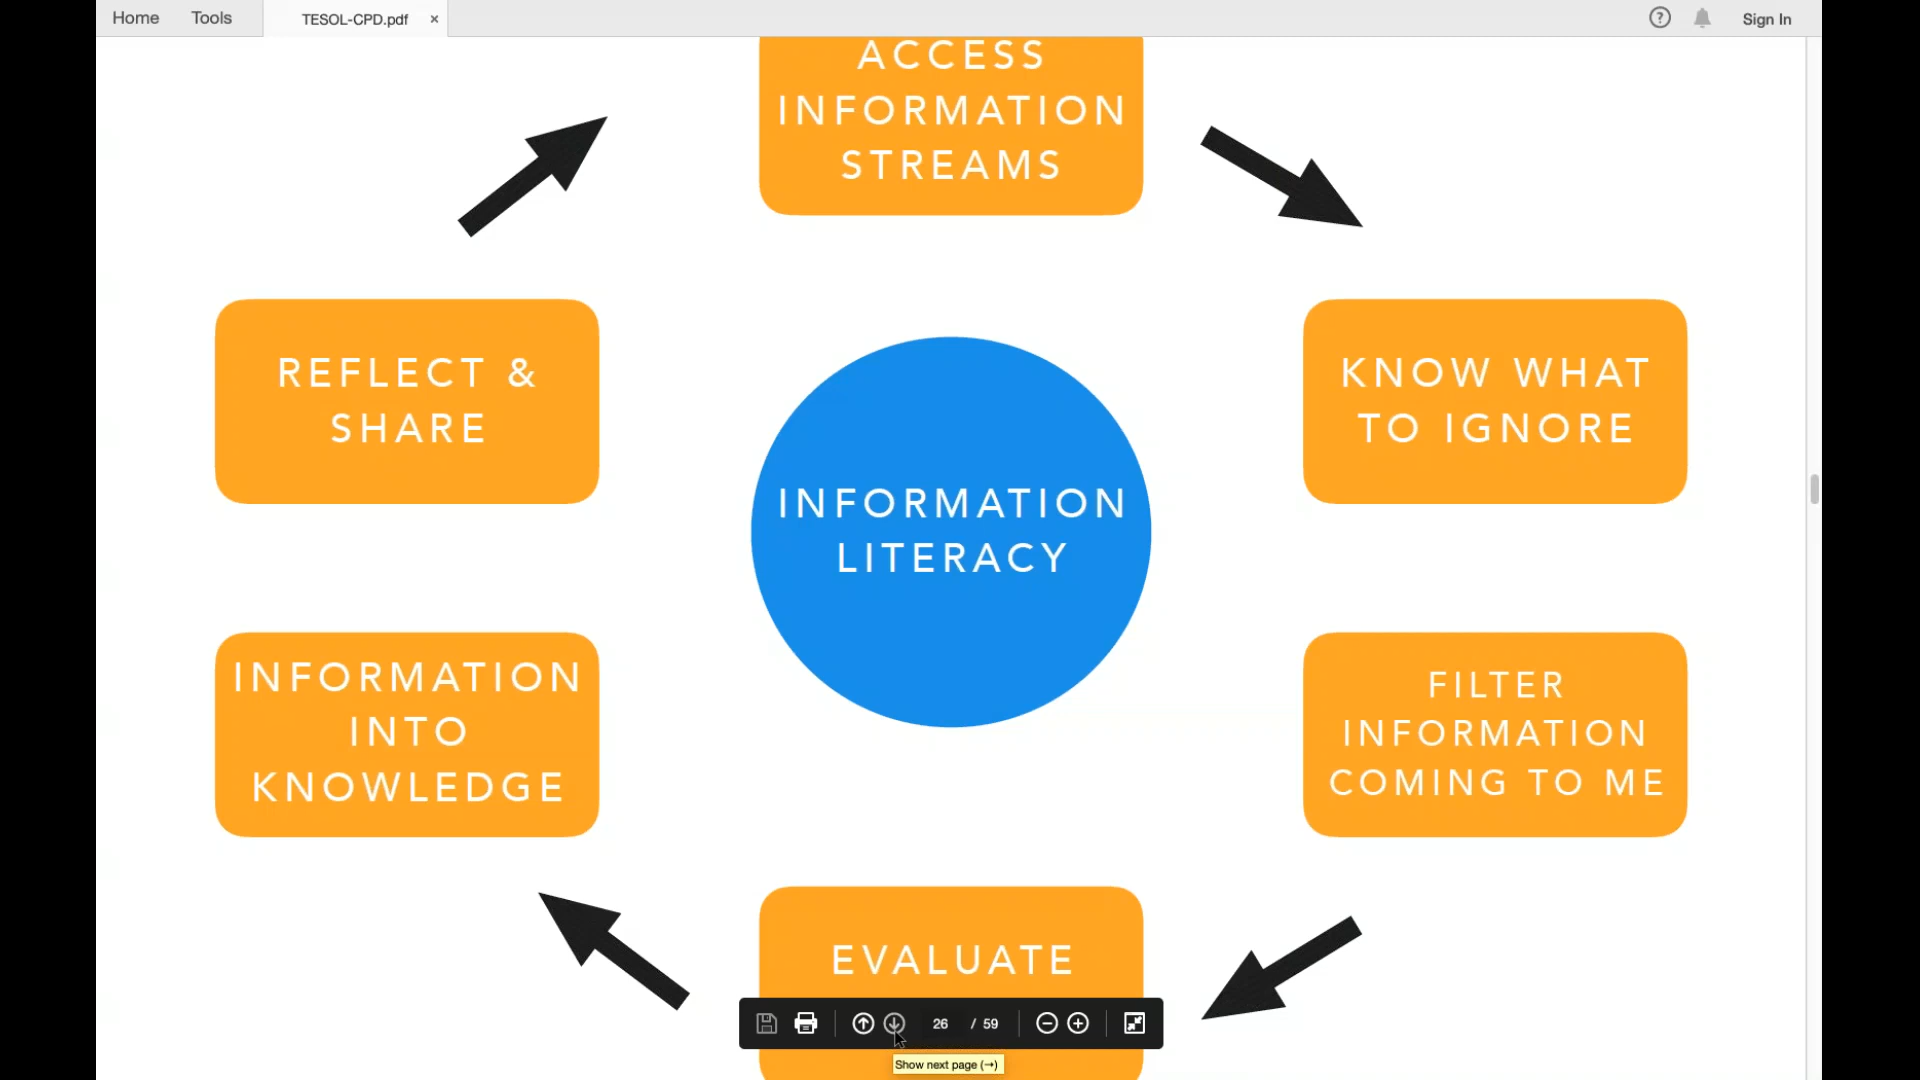 Home Tools TESOL-CPD.pdf × ? Sign In
ACCESS
INFORMATION
STREAMS
REFLECT &
SHARE
KNOW WHAT
TO IGNORE
INFORMATION
LITERACY
INFORMATION
INTO
KNOWLEDGE
FILTER
INFORMATION
COMING TO ME
EVALUATE
26 / 59
Show next page (→)